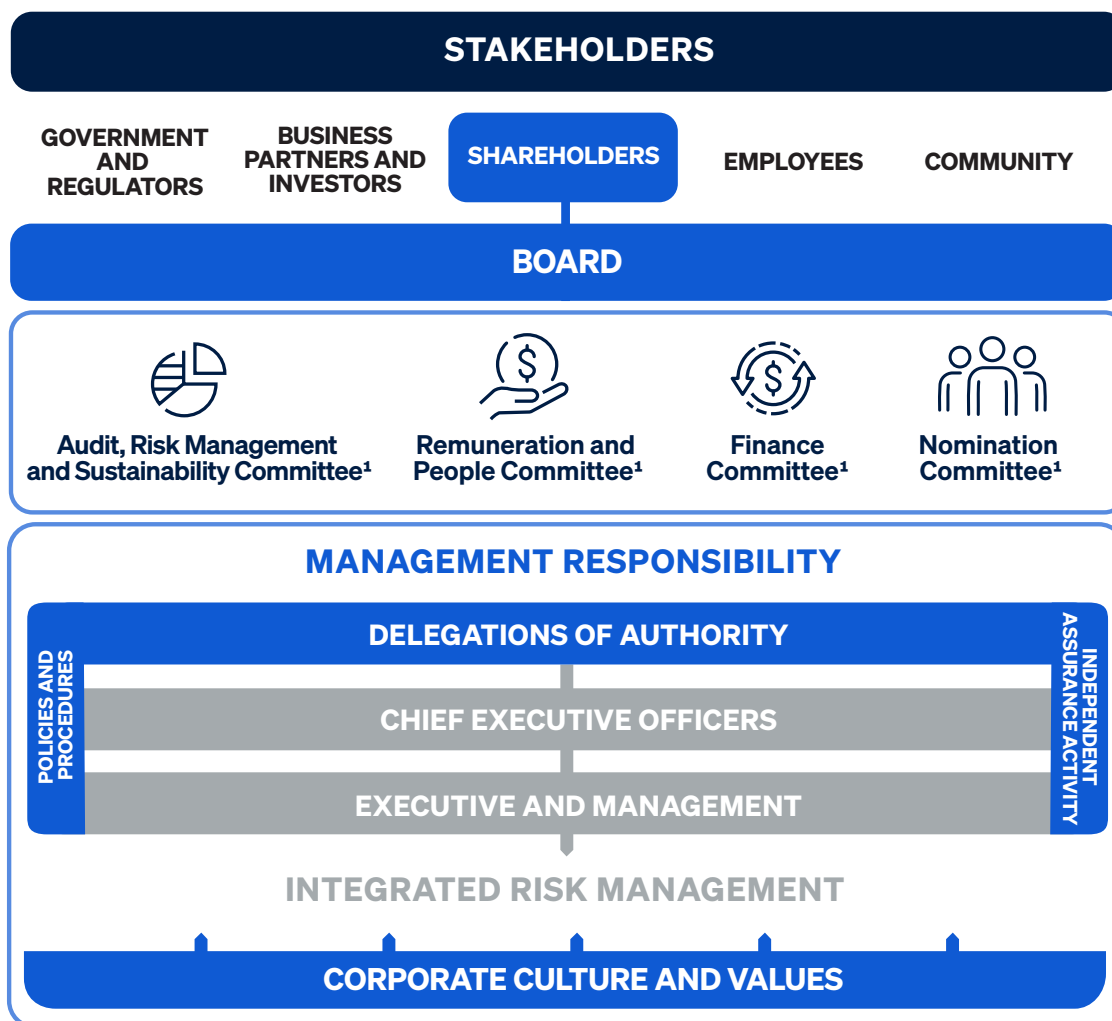 STAKEHOLDERS
GOVERNMENT
AND
REGULATORS
BUSINESS
PARTNERS AND
INVESTORS
SHAREHOLDERS
EMPLOYEES
COMMUNITY
BOARD
$
$
Audit, Risk Management
and Sustainability Committee¹
Remuneration and
People Committee¹
Finance
Committee¹
Nomination
Committee¹
MANAGEMENT RESPONSIBILITY
POLICIES AND
PROCEDURES
DELEGATIONS OF AUTHORITY
CHIEF EXECUTIVE OFFICERS
EXECUTIVE AND MANAGEMENT
INDEPENDENT
ASSURANCE ACTIVITY
INTEGRATED RISK MANAGEMENT
CORPORATE CULTURE AND VALUES